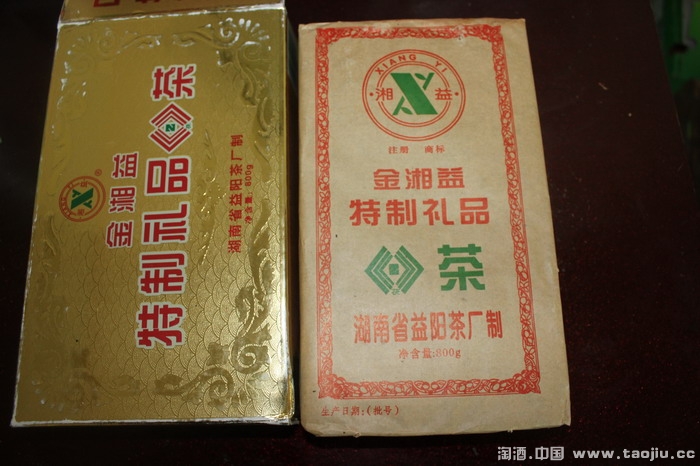 金湘益
特制礼品
茶
湖南省益阳茶厂制
净含量:800g
XIANG YI
湘 益
注册 商标
金湘益
特制礼品
茶
湖南省益阳茶厂制
净含量:800g
生产日期:(批号)
淘酒.中国 www.taojiu.cc